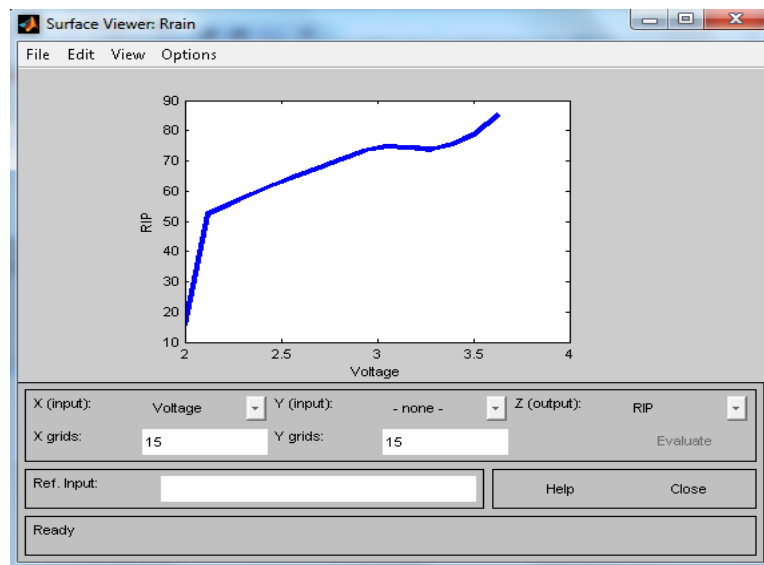 Surface Viewer: Rrain
File Edit View Options
90
80
70
60
50
40
30
20
10
RIP
2 2.5 3 3.5 4
Voltage
X (input): Voltage Y (input): - none - Z (output): RIP
X grids: 15 Y grids: 15 Evaluate
Ref. Input: Help Close
Ready